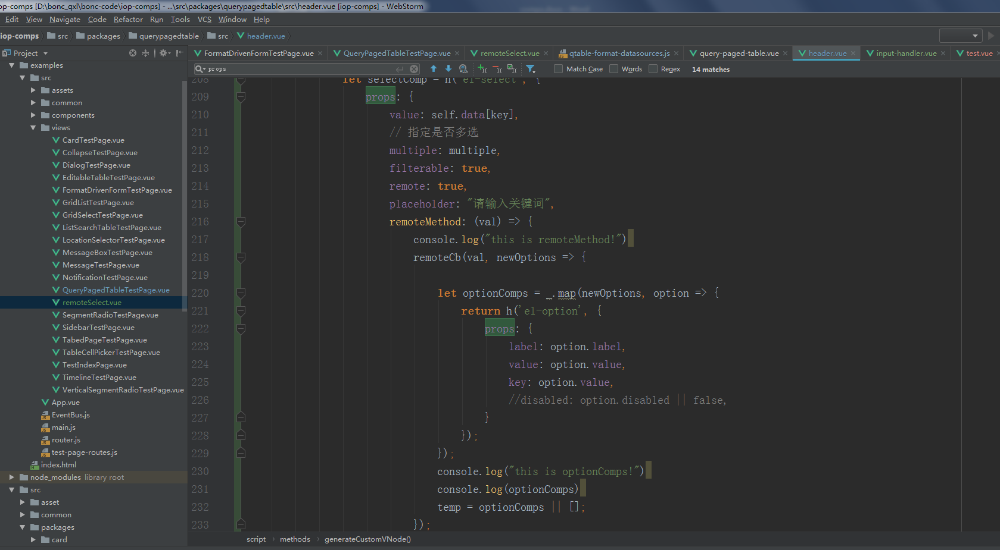 op-comps [D:\bonc_qxl\bonc-code\iop-comps] - ...\src\packages\querypagedtable\src\header.vue [iop-comps] - WebStorm
Edit View Navigate Code Refactor Run Tools VCS Window Help
iop-comps src packages querypagedtable src header.vue
Project
FormatDrivenFormTestPage.vue QueryPagedTableTestPage.vue remoteSelect.vue qtable-format-datasources.js query-paged-table.vue header.vue input-handler.vue test.vue
props Match Case Words Regex 14 matches
examples
src
assets
common
components
views
CardTestPage.vue
CollapseTestPage.vue
DialogTestPage.vue
EditableTableTestPage.vue
FormatDrivenFormTestPage.vue
GridListTestPage.vue
GridSelectTestPage.vue
ListSearchTableTestPage.vue
LocationSelectorTestPage.vue
MessageBoxTestPage.vue
MessageTestPage.vue
NotificationTestPage.vue
QueryPagedTableTestPage.vue
remoteSelect.vue
SegmentRadioTestPage.vue
SidebarTestPage.vue
TabedPageTestPage.vue
TableCellPickerTestPage.vue
TestIndexPage.vue
TimelineTestPage.vue
VerticalSegmentRadioTestPage.vue
App.vue
EventBus.js
main.js
router.js
test-page-routes.js
index.html
node_modules library root
src
asset
common
packages
card
208 let selectComp = h('el-select', {
209 props: {
210 value: self.data[key],
211 // 指定是否多选
212 multiple: multiple,
213 filterable: true,
214 remote: true,
215 placeholder: "请输入关键词",
216 remoteMethod: (val) => {
217 console.log("this is remoteMethod!")
218 remoteCb(val, newOptions => {
219
220 let optionComps = _.map(newOptions, option => {
221 return h('el-option', {
222 props: {
223 label: option.label,
224 value: option.value,
225 key: option.value,
226 //disabled: option.disabled || false,
227 }
228 });
229 });
230 console.log("this is optionComps!")
231 console.log(optionComps)
232 temp = optionComps || [];
233 });
script methods generateCustomVNode()